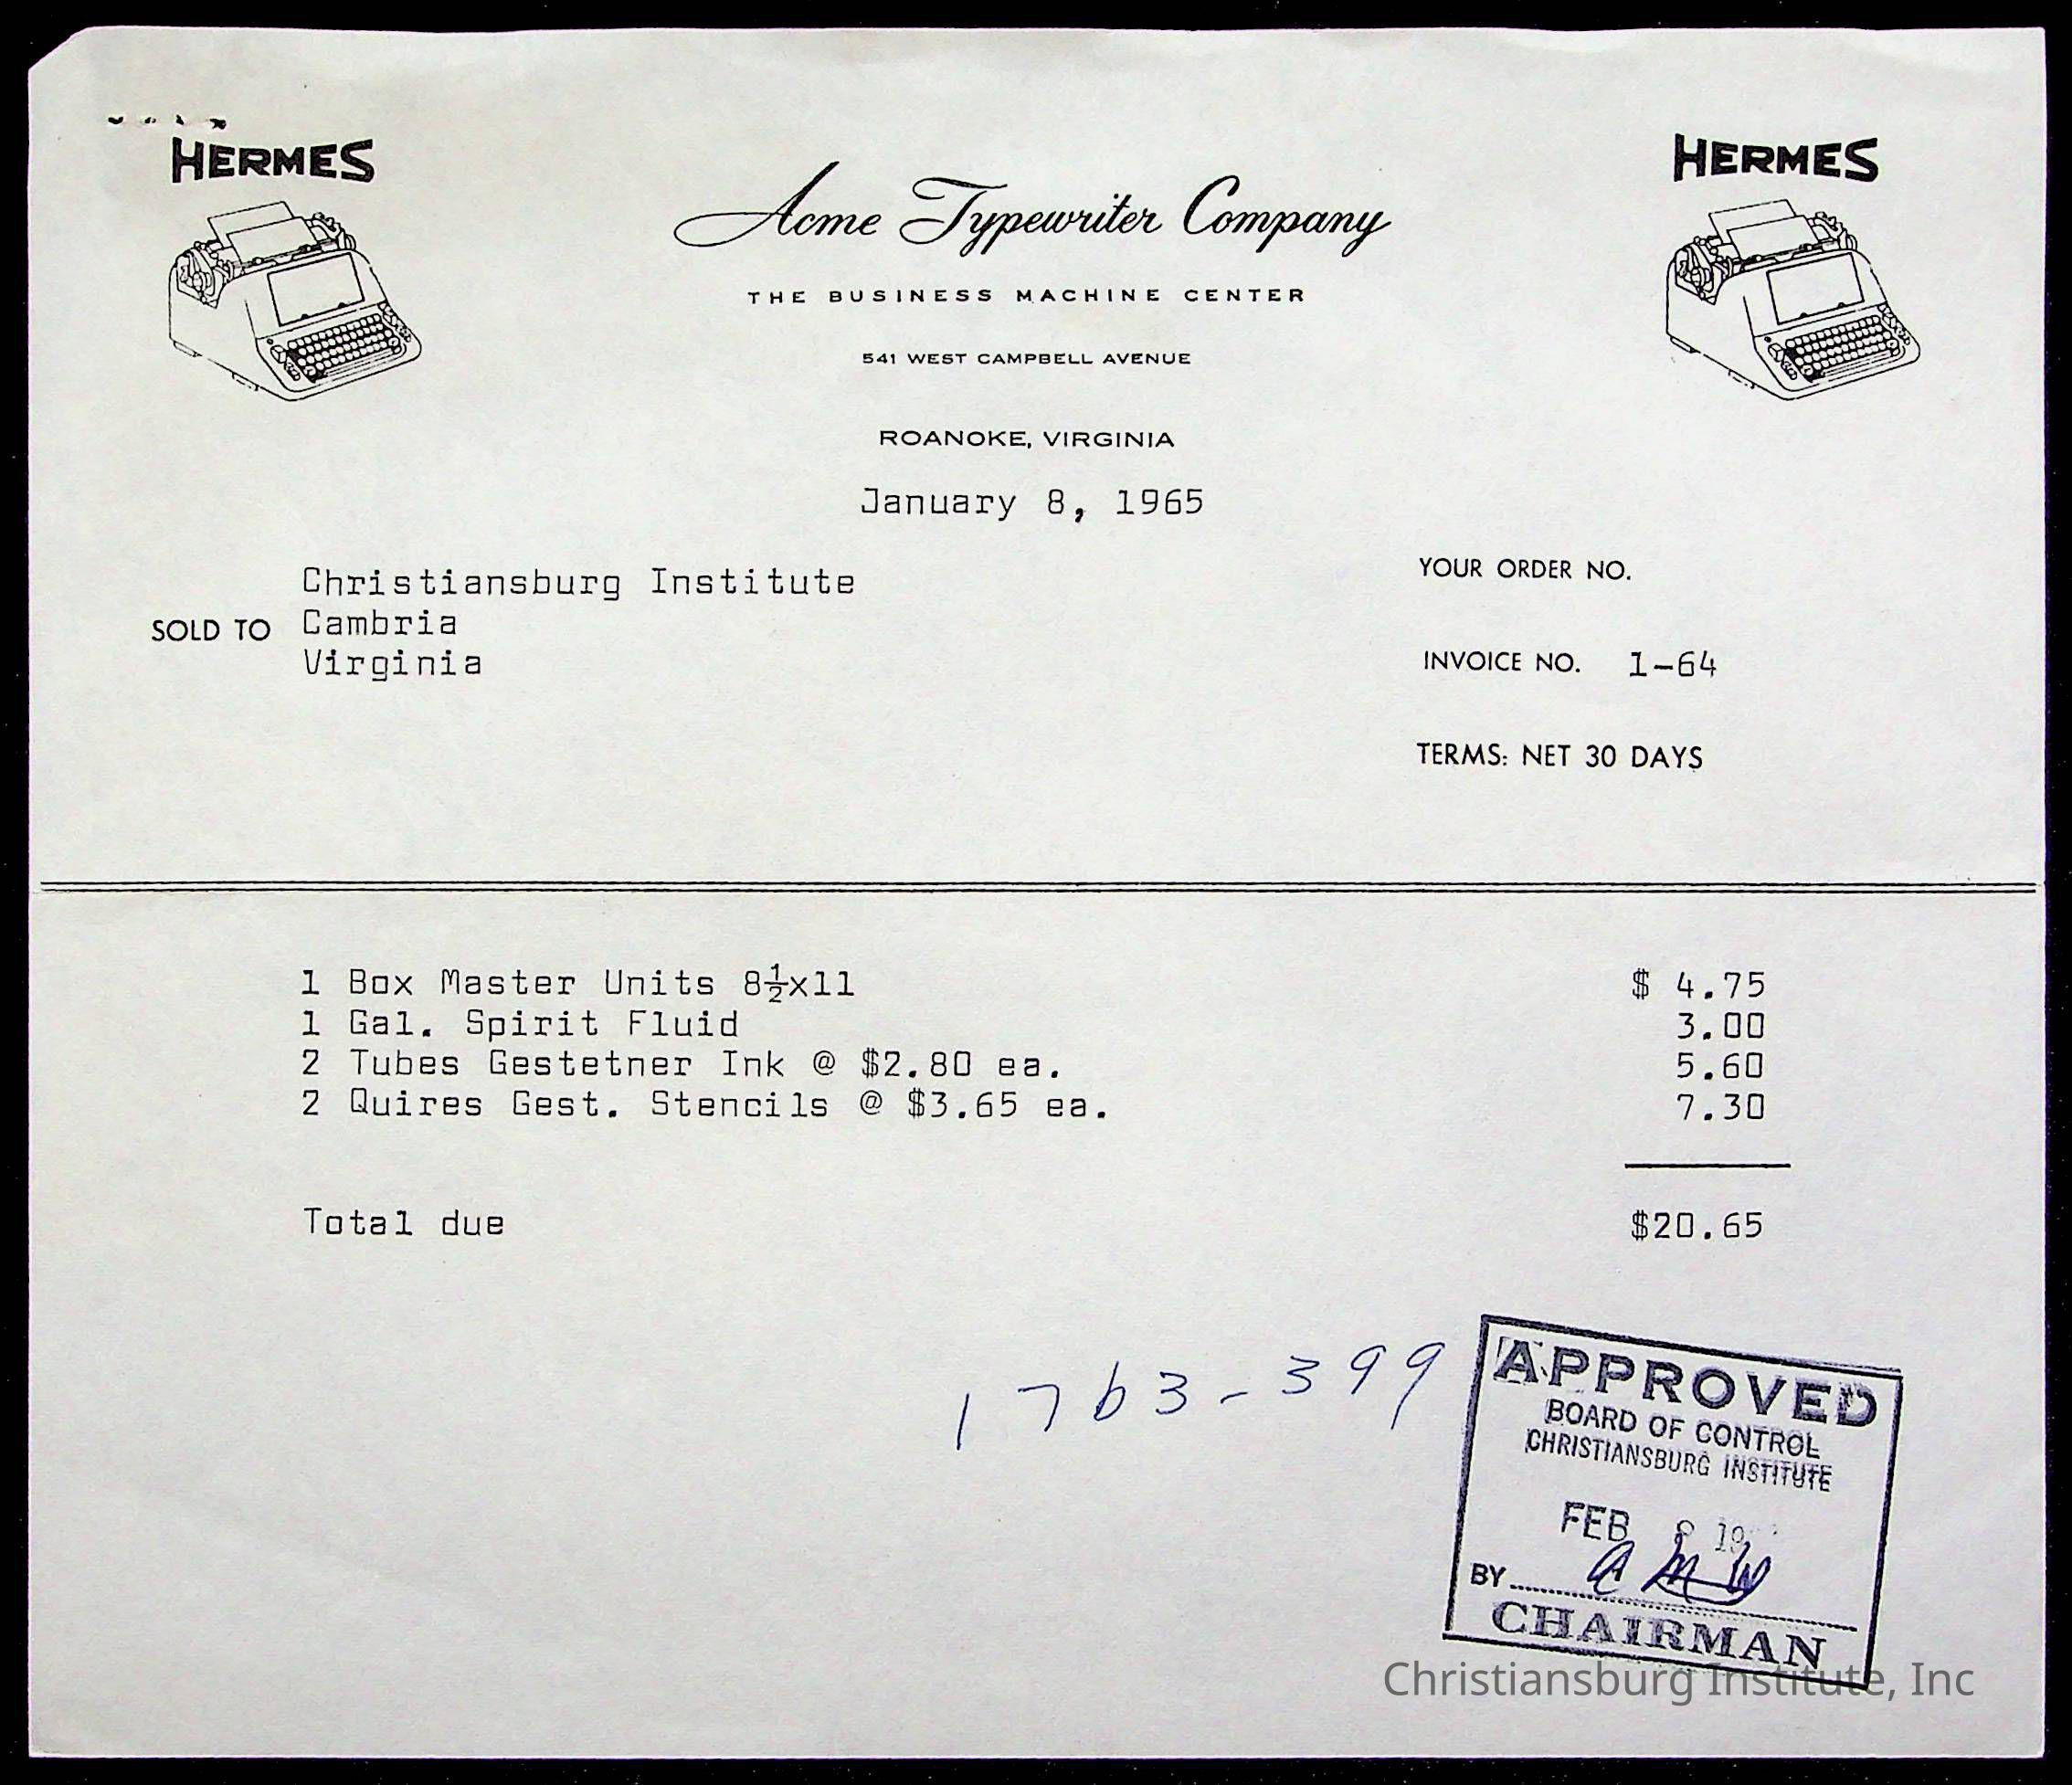 HERMES
HERMES
Acme Typewriter Company
THE BUSINESS MACHINE CENTER
541 WEST CAMPBELL AVENUE
ROANOKE, VIRGINIA
January 8, 1965
Christiansburg Institute
SOLD TO Cambria
Virginia
YOUR ORDER NO.
INVOICE NO. 1-64
TERMS: NET 30 DAYS
1 Box Master Units 8½x11 $ 4.75
1 Gal. Spirit Fluid 3.00
2 Tubes Gestetner Ink @ $2.80 ea. 5.60
2 Quires Gest. Stencils @ $3.65 ea. 7.30
Total due $20.65
1763-399
APPROVED
BOARD OF CONTROL
CHRISTIANSBURG INSTITUTE
FEB 8 19
BY
CHAIRMAN
Christiansburg Institute, Inc